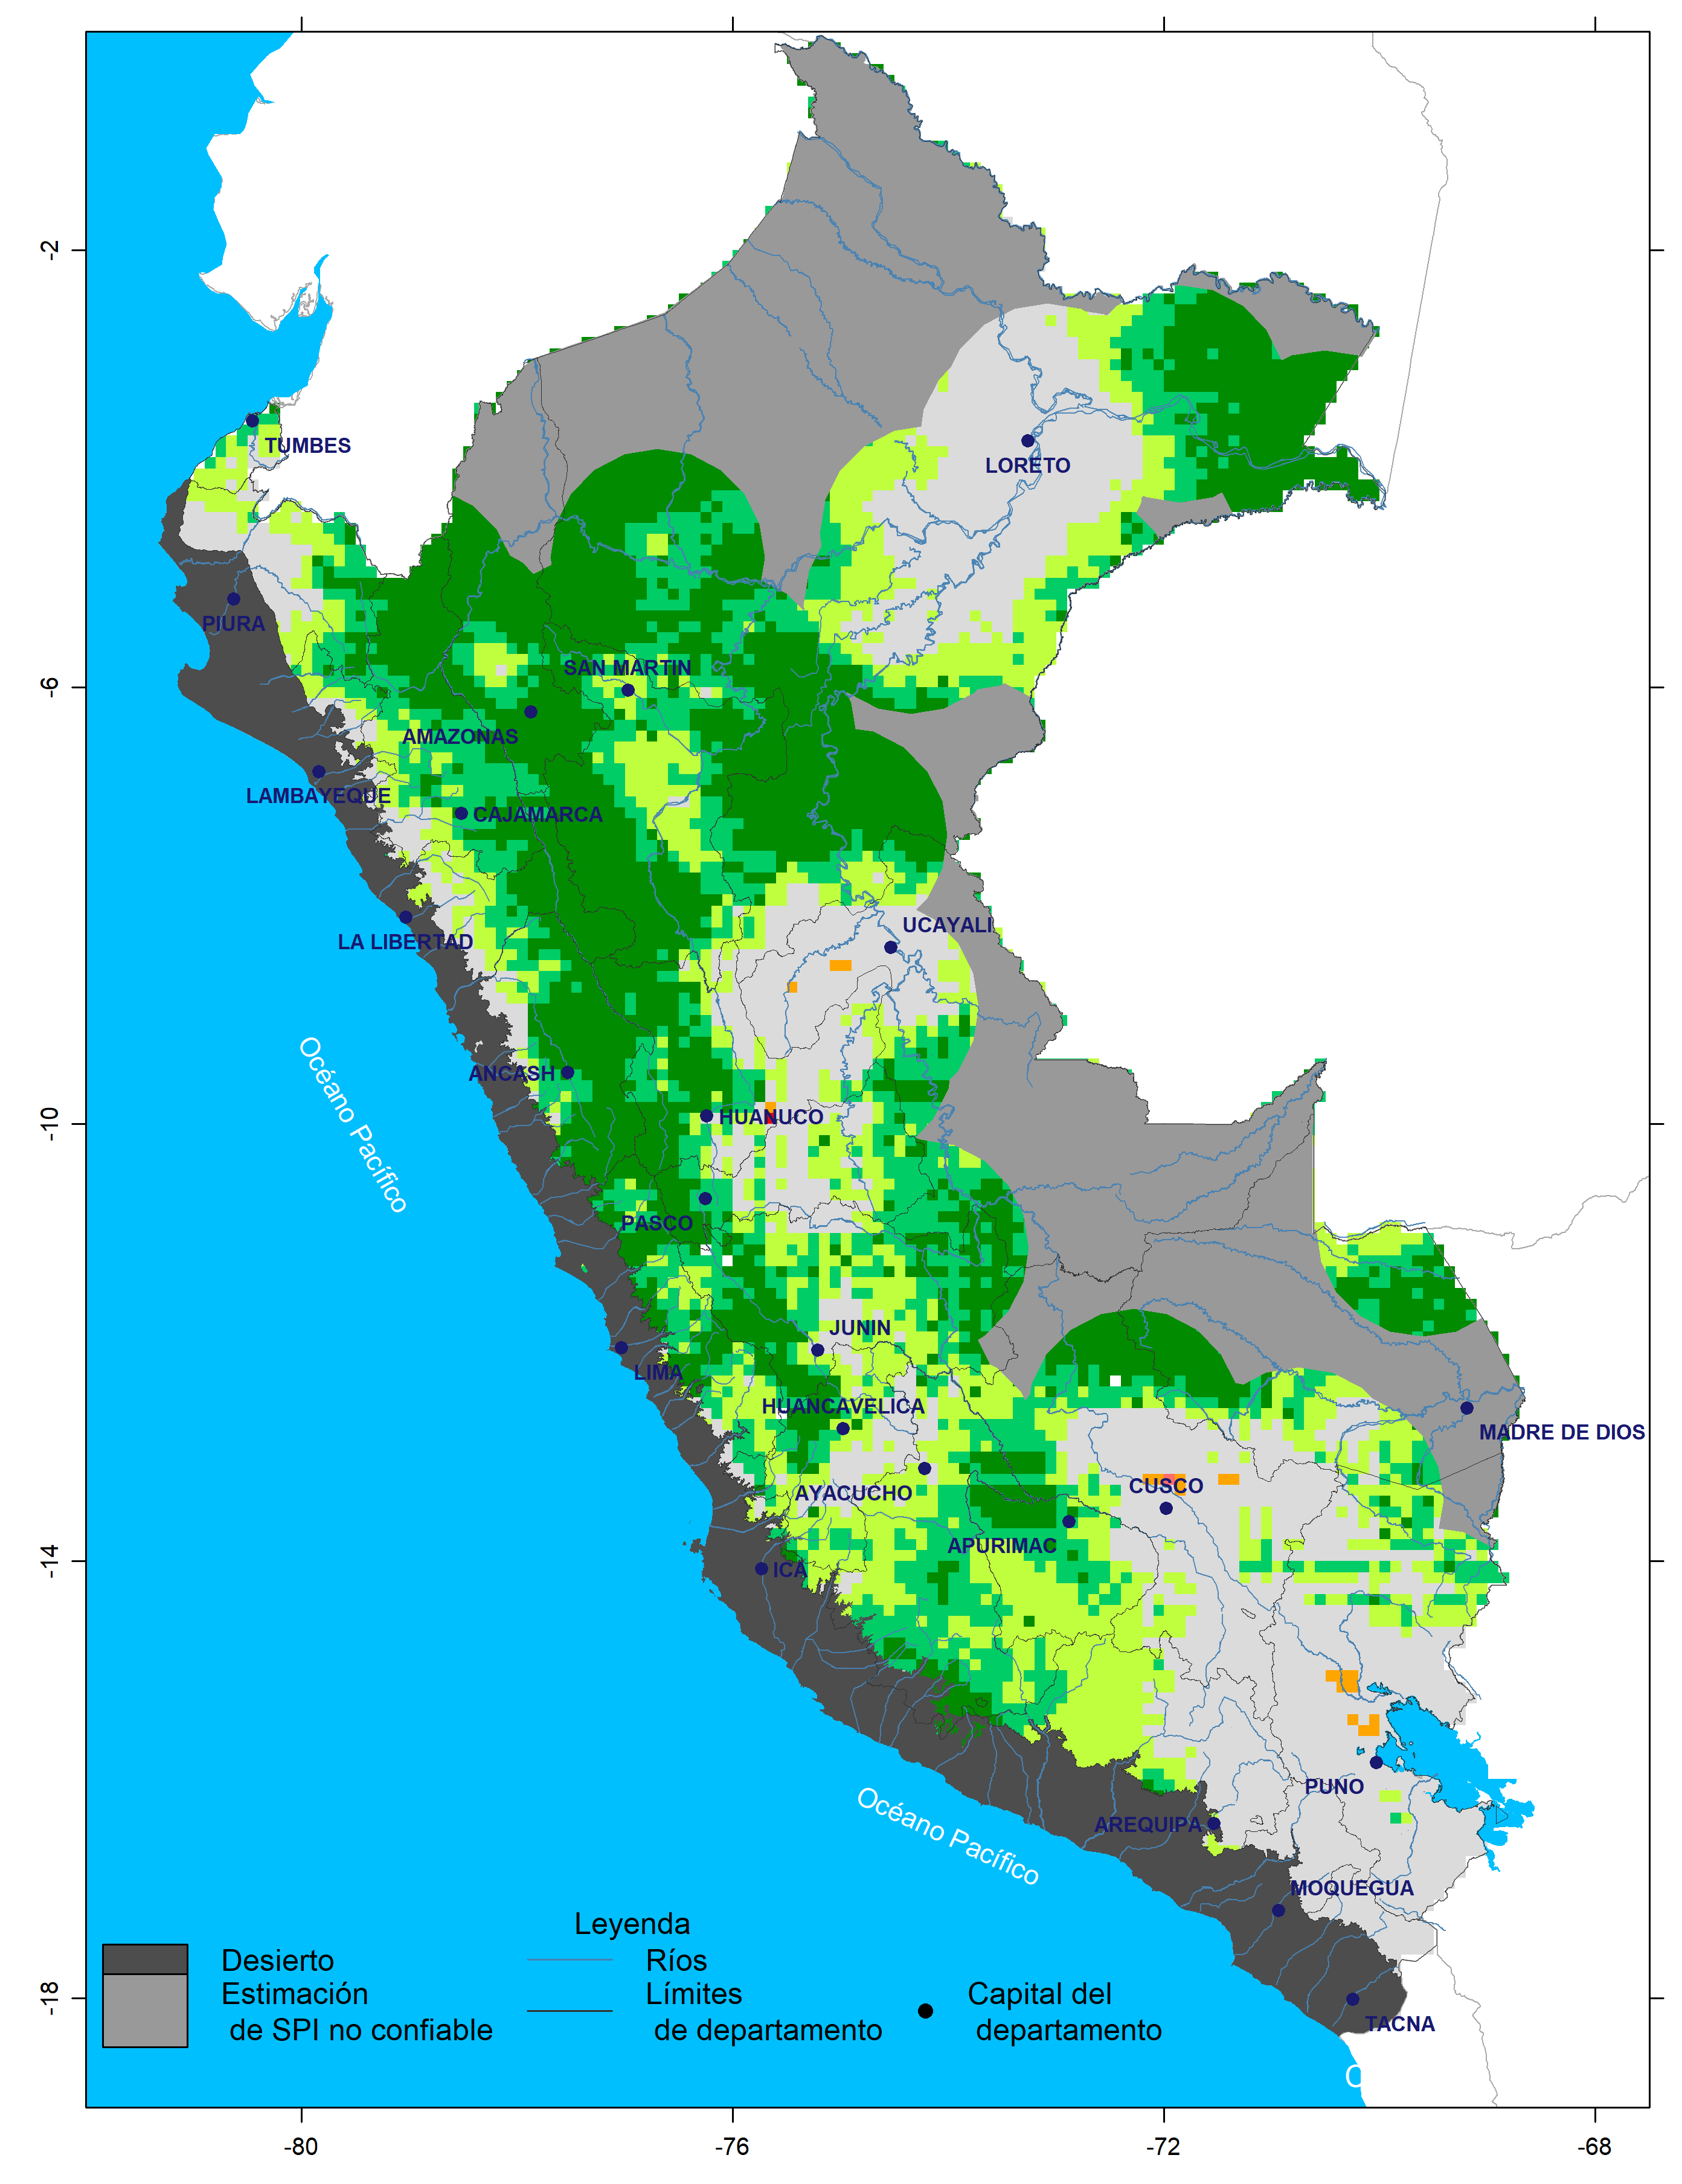 -2
-6
-10
-14
-18
-80
-76
-72
-68
TUMBES
LORETO
PIURA
SAN MARTIN
AMAZONAS
LAMBAYEQUE
CAJAMARCA
UCAYALI
LA LIBERTAD
Océano Pacífico
ANCASH
HUANUCO
PASCO
JUNIN
LIMA
HUANCAVELICA
MADRE DE DIOS
CUSCO
AYACUCHO
APURIMAC
ICA
PUNO
Océano Pacífico
AREQUIPA
MOQUEGUA
TACNA
Leyenda
Desierto
Estimación
de SPI no confiable
Ríos
Límites
de departamento
Capital del
departamento